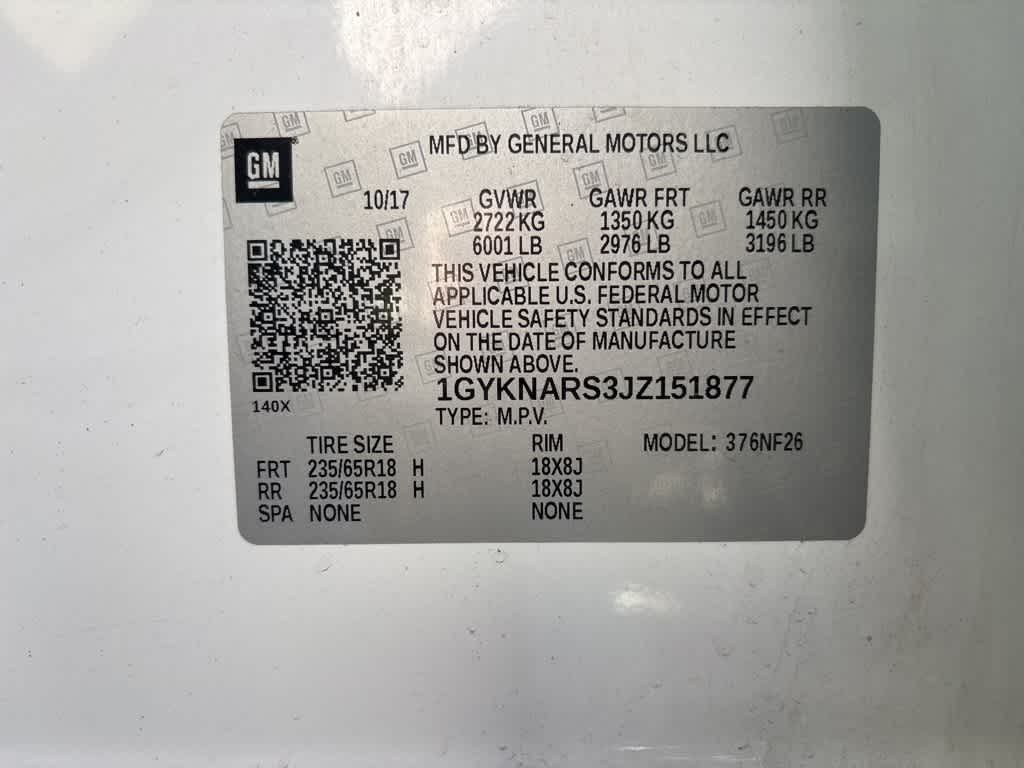 GM
MFD BY GENERAL MOTORS LLC
10/17 GVWR GAWR FRT GAWR RR
2722 KG 1350 KG 1450 KG
6001 LB 2976 LB 3196 LB
THIS VEHICLE CONFORMS TO ALL
APPLICABLE U.S. FEDERAL MOTOR
VEHICLE SAFETY STANDARDS IN EFFECT
ON THE DATE OF MANUFACTURE
SHOWN ABOVE.
1GYKNARS3JZ151877
140X
TYPE: M.P.V.
TIRE SIZE RIM MODEL: 376NF26
FRT 235/65R18 H 18X8J
RR 235/65R18 H 18X8J
SPA NONE NONE